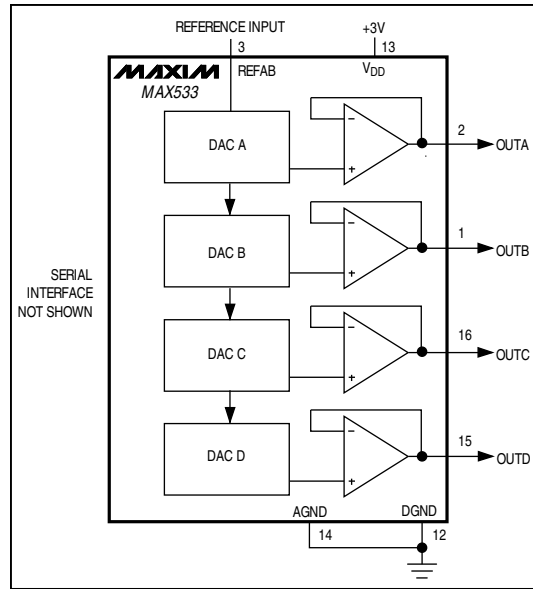 REFERENCE INPUT
+3V
3
13
MAXIM
REFAB
VDD
MAX533
DAC A
−
+
2
OUTA
DAC B
−
+
1
OUTB
SERIAL
INTERFACE
NOT SHOWN
DAC C
−
+
16
OUTC
DAC D
−
+
15
OUTD
AGND
DGND
14
12